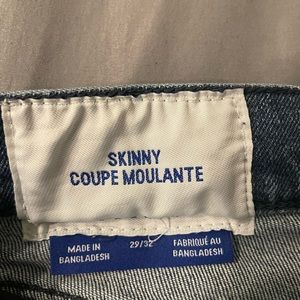 SKINNY
COUPE MOULANTE
MADE IN
BANGLADESH
29/32
FABRIQUÉ AU
BANGLADESH